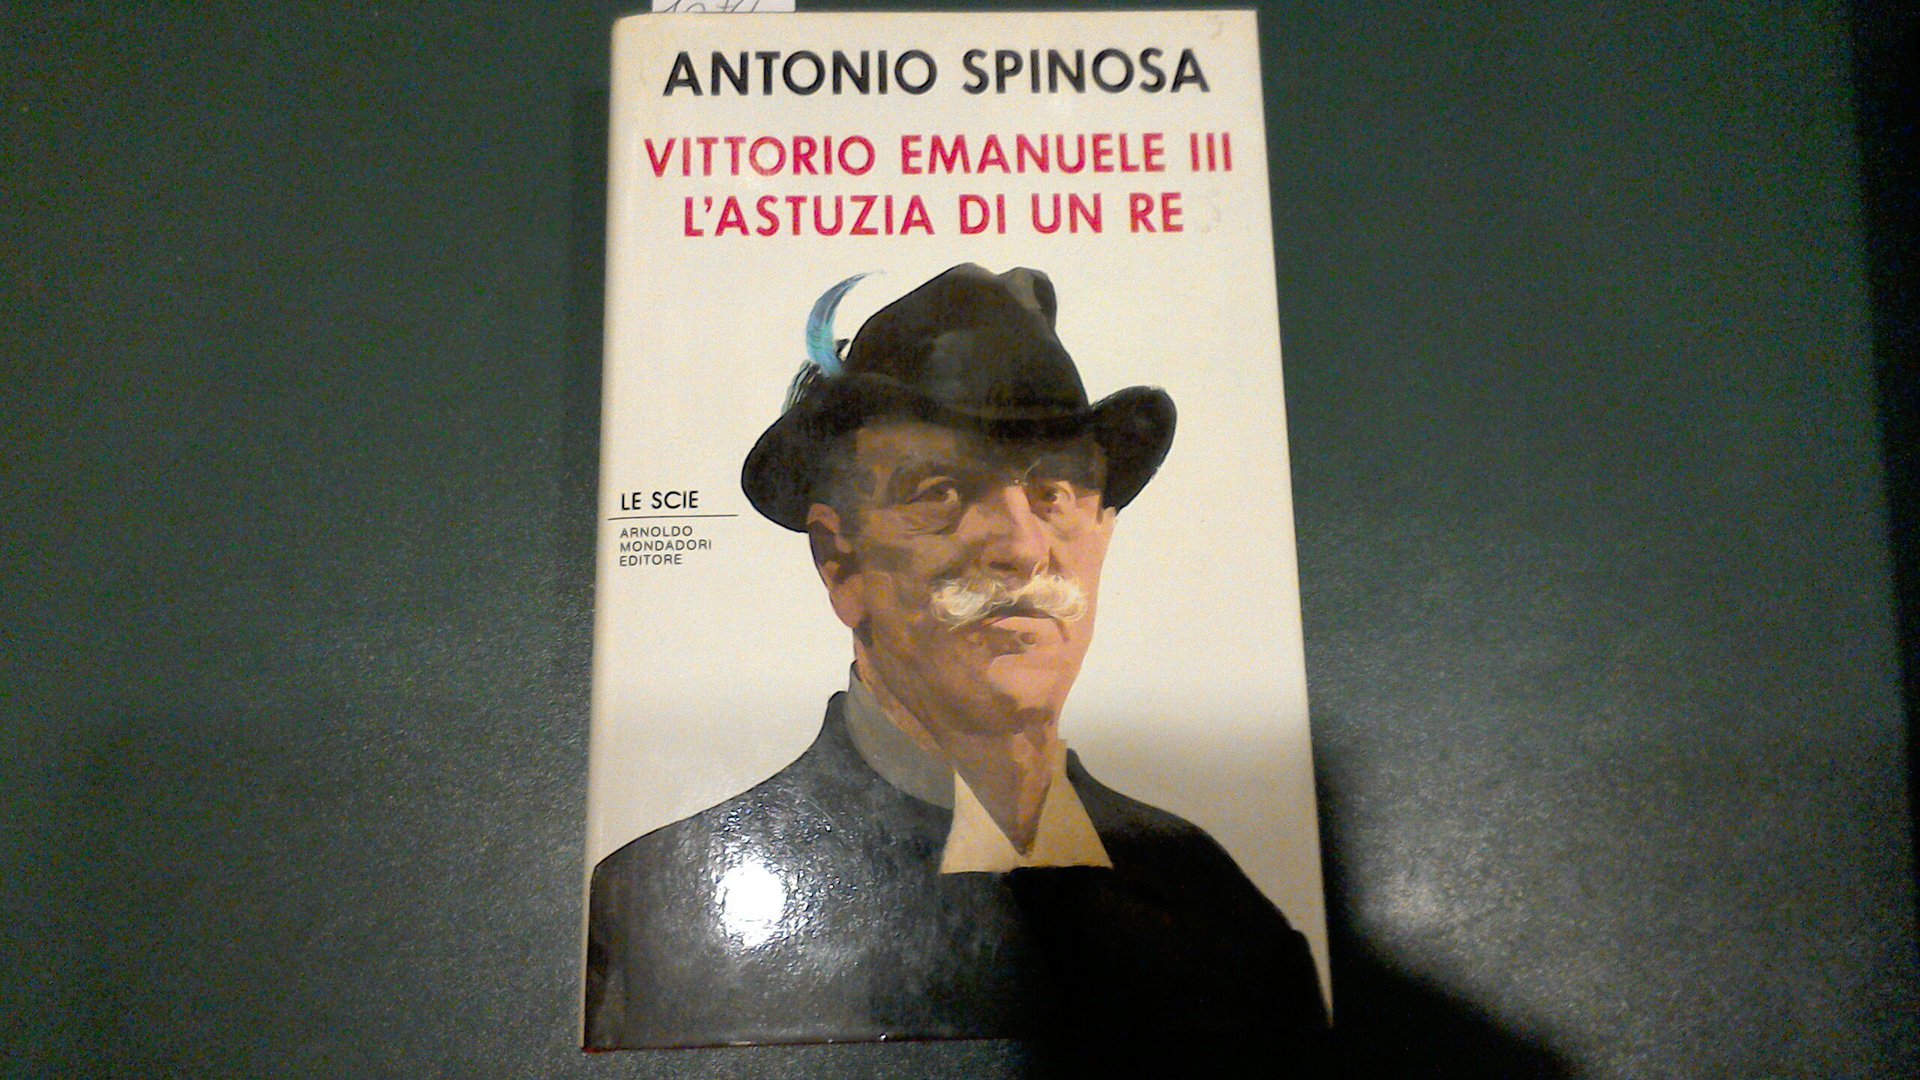 ANTONIO SPINOSA
VITTORIO EMANUELE III
L'ASTUZIA DI UN RE
LE SCIE
ARNOLDO
MONDADORI
EDITORE